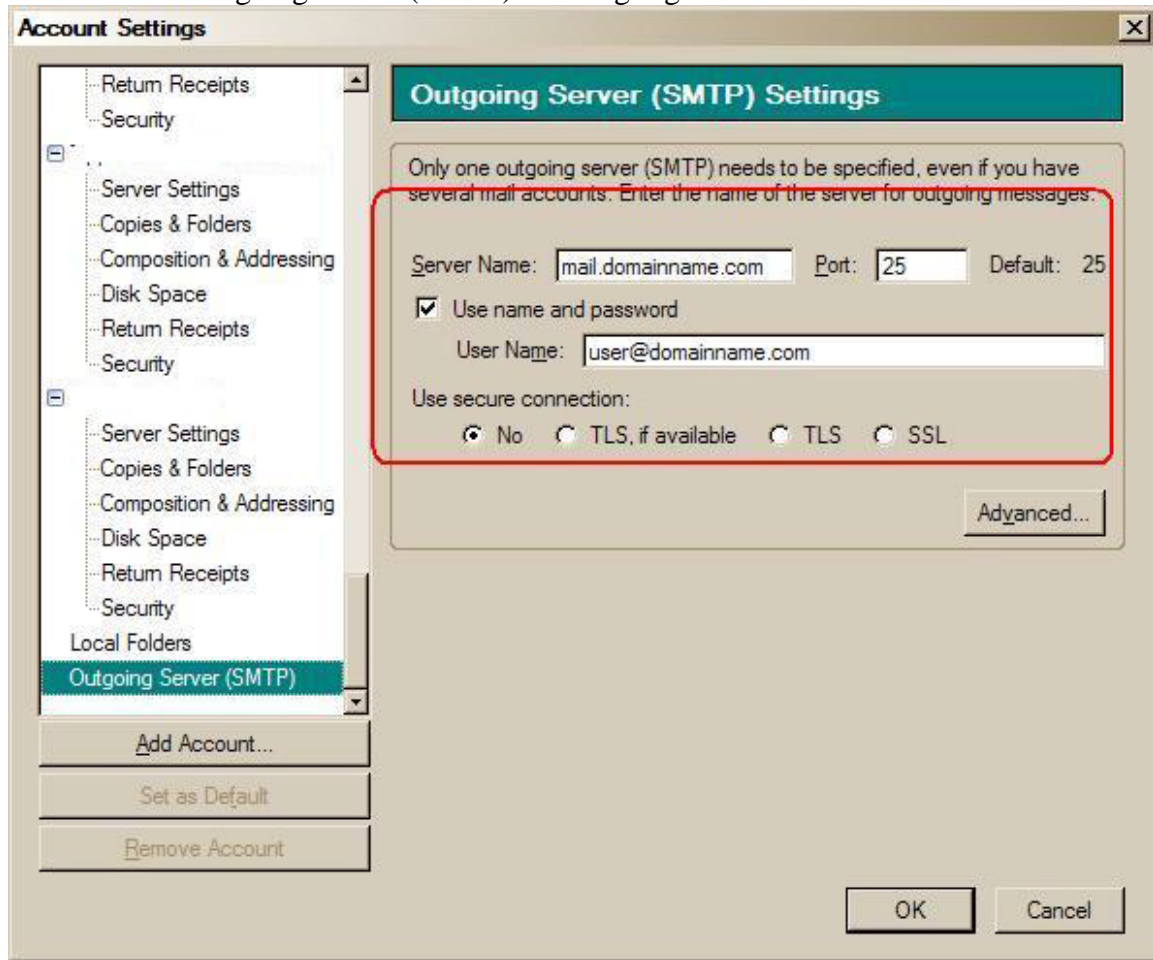 Account Settings
Return Receipts
Security
Server Settings
Copies & Folders
Composition & Addressing
Disk Space
Return Receipts
Security
Server Settings
Copies & Folders
Composition & Addressing
Disk Space
Return Receipts
Security
Local Folders
Outgoing Server (SMTP)
Add Account...
Set as Default
Remove Account
Outgoing Server (SMTP) Settings
Only one outgoing server (SMTP) needs to be specified, even if you have
several mail accounts. Enter the name of the server for outgoing messages.
Server Name: mail.domainname.com Port: 25 Default: 25
Use name and password
User Name: user@domainname.com
Use secure connection:
No TLS, if available TLS SSL
Advanced...
OK Cancel